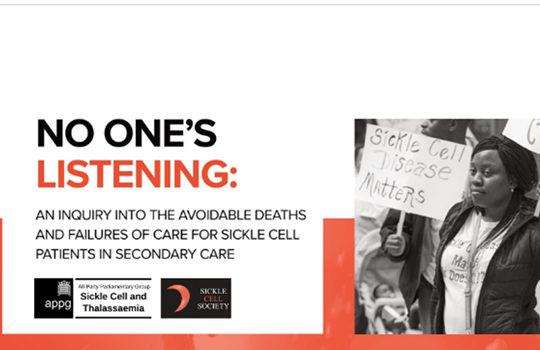 NO ONE'S
LISTENING:
AN INQUIRY INTO THE AVOIDABLE DEATHS
AND FAILURES OF CARE FOR SICKLE CELL
PATIENTS IN SECONDARY CARE
appg
All Party Parliamentary Group
Sickle Cell and
Thalassaemia
SICKLE
CELL
SOCIETY
Sickle Cell
Disease
Matters